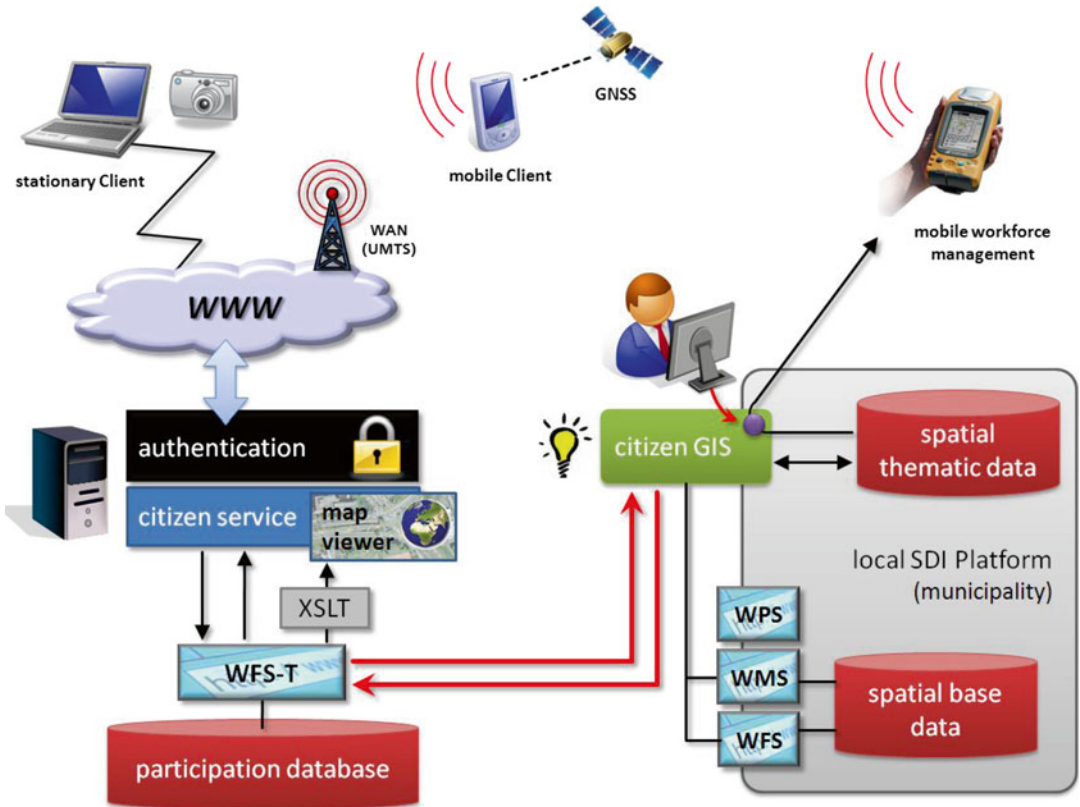 GNSS
stationary Client
mobile Client
WAN
(UMTS)
mobile workforce
management
WWW
authentication
citizen service
map
viewer
XSLT
WFS-T
participation database
citizen GIS
spatial
thematic data
local SDI Platform
(municipality)
WPS
WMS
WFS
spatial base
data